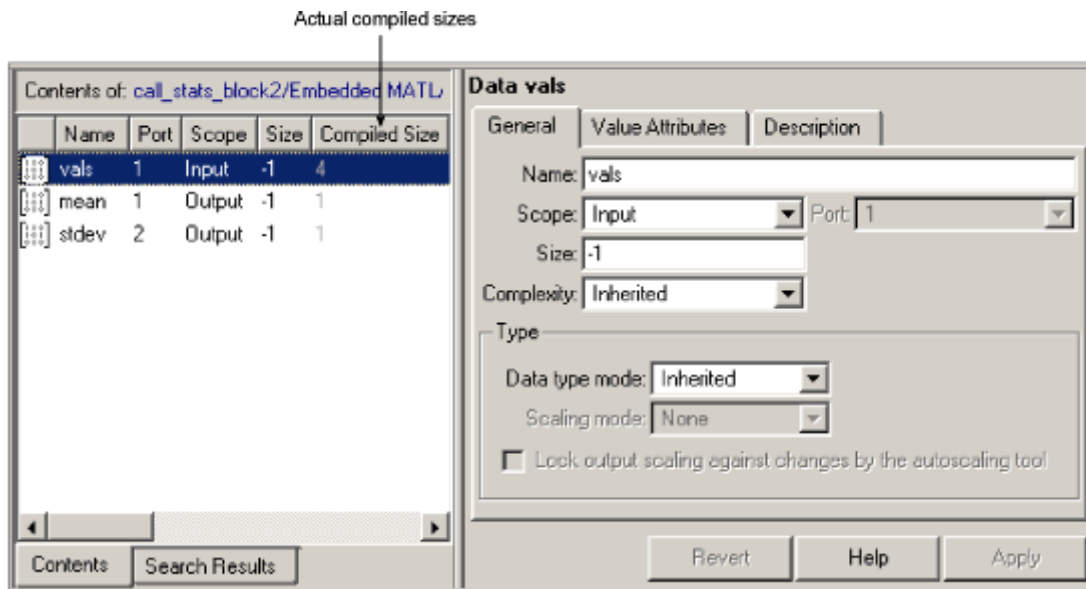 Actual compiled sizes
Contents of: call_stats_block2/Embedded MATL
Name Port Scope Size Compiled Size
vals 1 Input -1 4
mean 1 Output -1 1
stdev 2 Output -1 1
Contents Search Results
Data vals
General Value Attributes Description
Name: vals
Scope: Input Port: 1
Size: -1
Complexity: Inherited
Type
Data type mode: Inherited
Scaling mode: None
Lock output scaling against changes by the autoscaling tool
Revert Help Apply